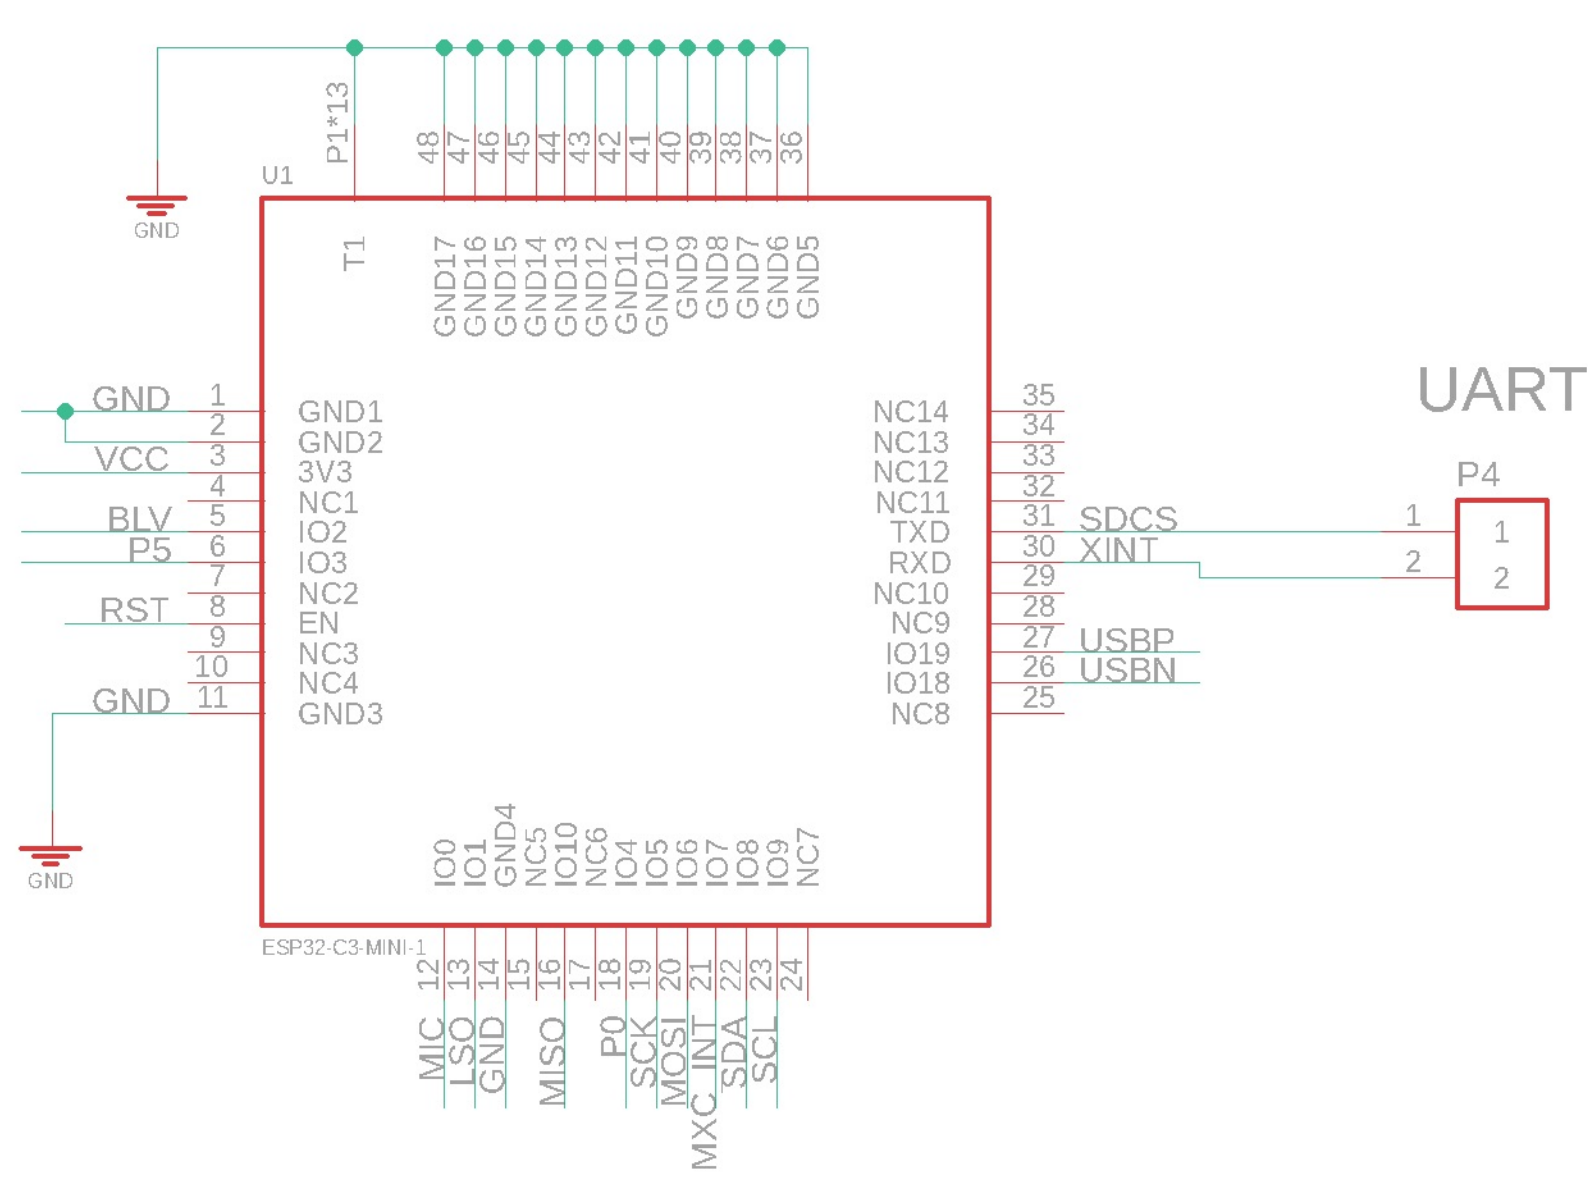 P1*13
48
47
46
45
44
43
42
41
40
39
38
37
36
U1
GND
T1
GND17
GND16
GND15
GND14
GND13
GND12
GND11
GND10
GND9
GND8
GND7
GND6
GND5
GND 1 GND1
2 GND2
VCC 3 3V3
4 NC1
BLV 5 IO2
P5 6 IO3
7 NC2
RST 8 EN
9 NC3
10 NC4
GND 11 GND3
GND
NC14 35
NC13 34
NC12 33
NC11 32
TXD 31 SDCS
RXD 30 XINT
NC10 29
NC9 28
IO19 27 USBP
IO18 26 USBN
NC8 25
UART
P4
1 1
2 2
IO0
IO1
GND4
NC5
IO10
NC6
IO4
IO5
IO6
IO7
IO8
IO9
NC7
ESP32-C3-MINI-1
12
13
14
15
16
17
18
19
20
21
22
23
24
MIC
LSO
GND
MISO
P0
SCK
MOSI
MXC_INT
SDA
SCL